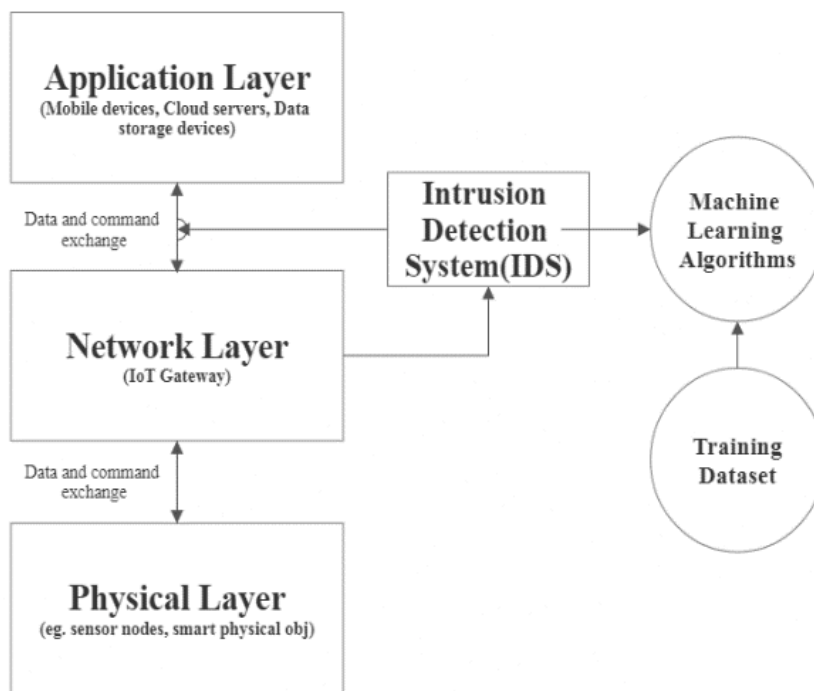 Application Layer
(Mobile devices, Cloud servers, Data
storage devices)
Data and command
exchange
Intrusion
Detection
System(IDS)
Machine
Learning
Algorithms
Network Layer
(IoT Gateway)
Training
Dataset
Data and command
exchange
Physical Layer
(eg. sensor nodes, smart physical obj)